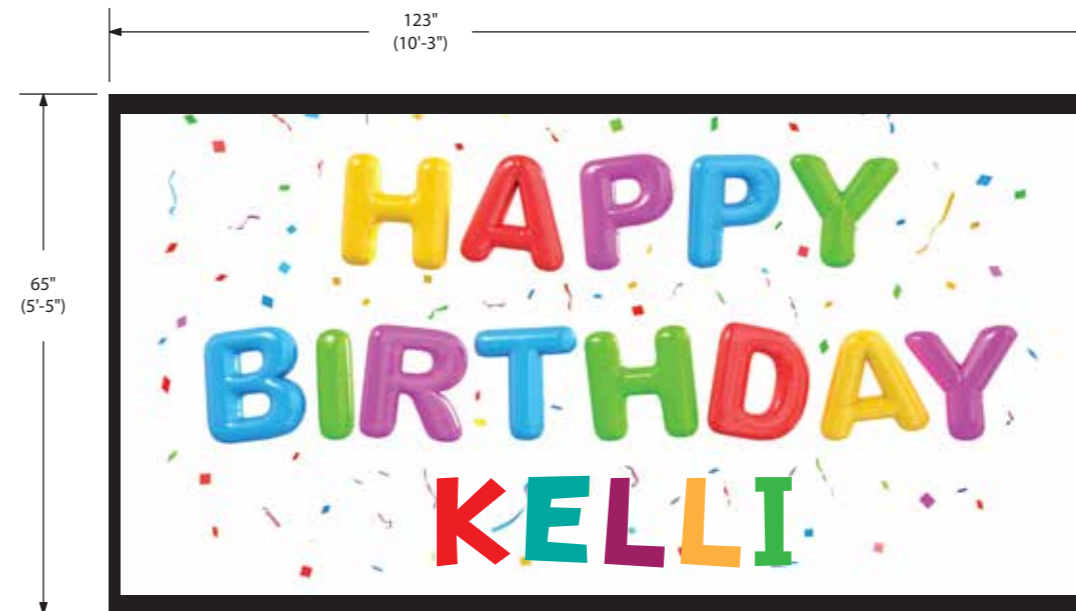 123"
(10'-3")
65"
(5'-5")
HAPPY
BIRTHDAY
KELLI